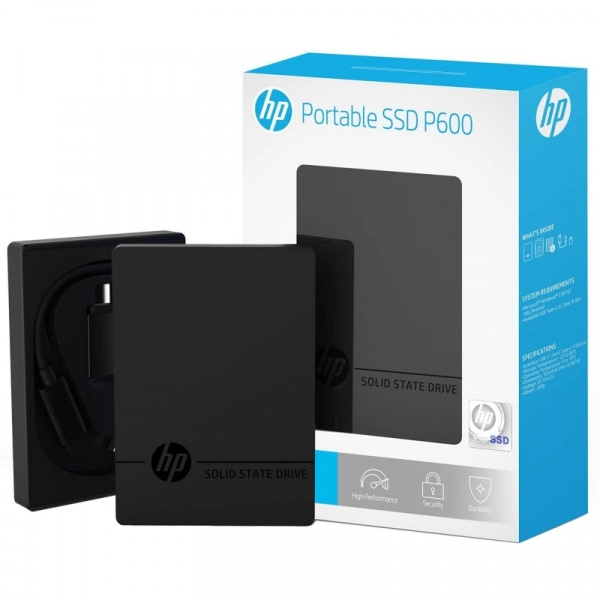 hp Portable SSD P600
hp
WHAT'S INSIDE
SYSTEM REQUIREMENTS
SPECIFICATIONS
hp
SOLID STATE DRIVE
hp
SSD
hp
SOLID STATE DRIVE
High Performance
Security
Durability